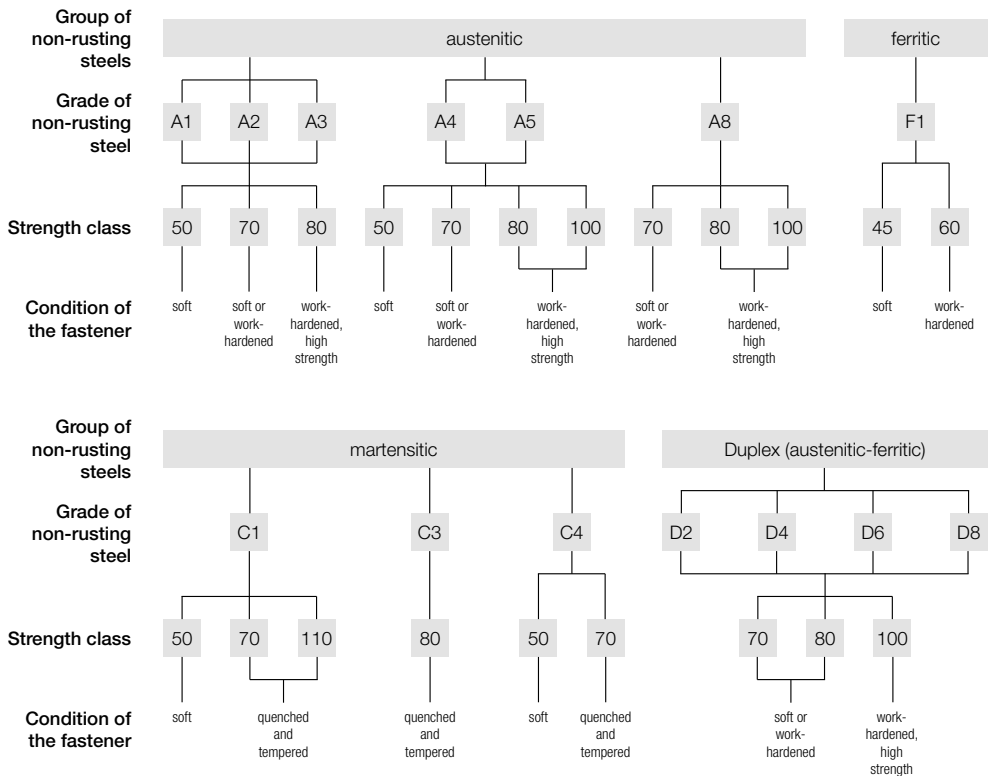 Group of
non-rusting
steels
austenitic
ferritic
Grade of
non-rusting
steel
A1 A2 A3 A4 A5 A8 F1
Strength class
50 70 80 50 70 80 100 70 80 100 45 60
Condition of
the fastener
soft
soft or
work-
hardened
work-
hardened,
high
strength
soft
soft or
work-
hardened
work-
hardened,
high
strength
soft or
work-
hardened
work-
hardened,
high
strength
soft
work-
hardened
Group of
non-rusting
steels
martensitic
Duplex (austenitic-ferritic)
Grade of
non-rusting
steel
C1 C3 C4 D2 D4 D6 D8
Strength class
50 70 110 80 50 70 70 80 100
Condition of
the fastener
soft
quenched
and
tempered
quenched
and
tempered
soft
quenched
and
tempered
soft or
work-
hardened
work-
hardened,
high
strength